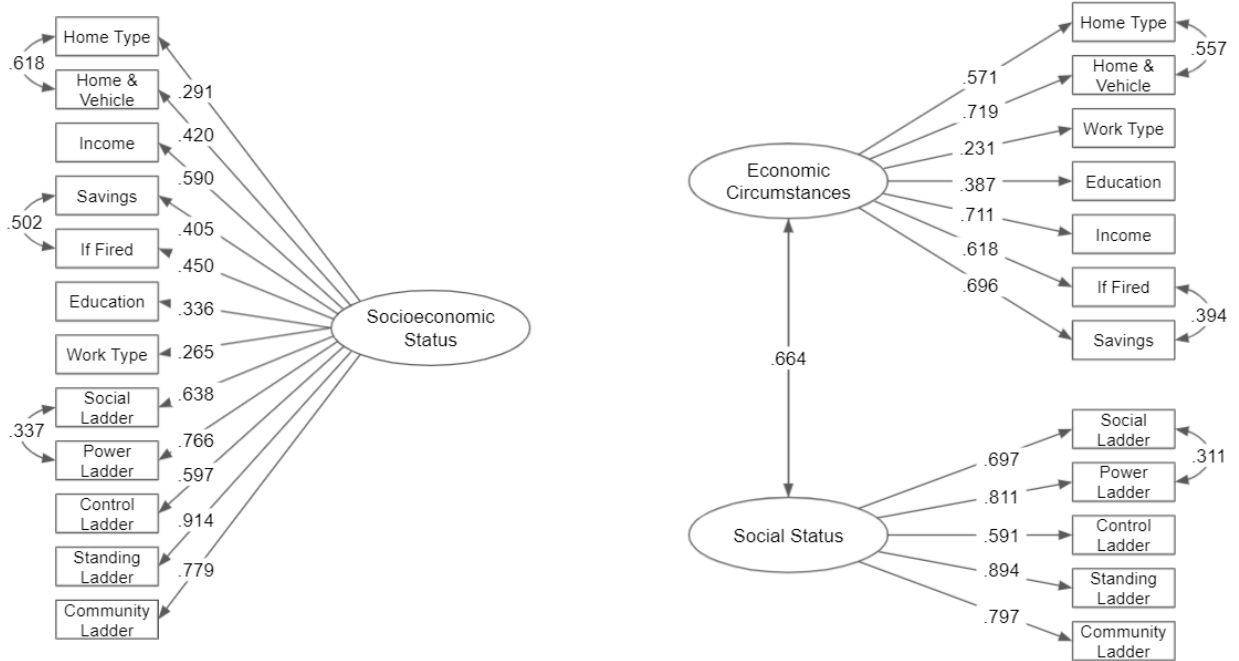 Home Type
.618
Home &
Vehicle
.291
.420
Income
.590
Savings
.405
.502
If Fired
.450
Education
.336
Socioeconomic
Status
Work Type
.265
Social
Ladder
.638
.337
Power
Ladder
.766
.597
Control
Ladder
.914
Standing
Ladder
.779
Community
Ladder
Home Type
.557
.571
Home &
Vehicle
.719
Work Type
.231
Economic
Circumstances
.387
Education
.711
Income
.618
If Fired
.696
.394
Savings
.664
Social
Ladder
.697
.311
Power
Ladder
.811
Social Status
.591
Control
Ladder
.894
Standing
Ladder
.797
Community
Ladder